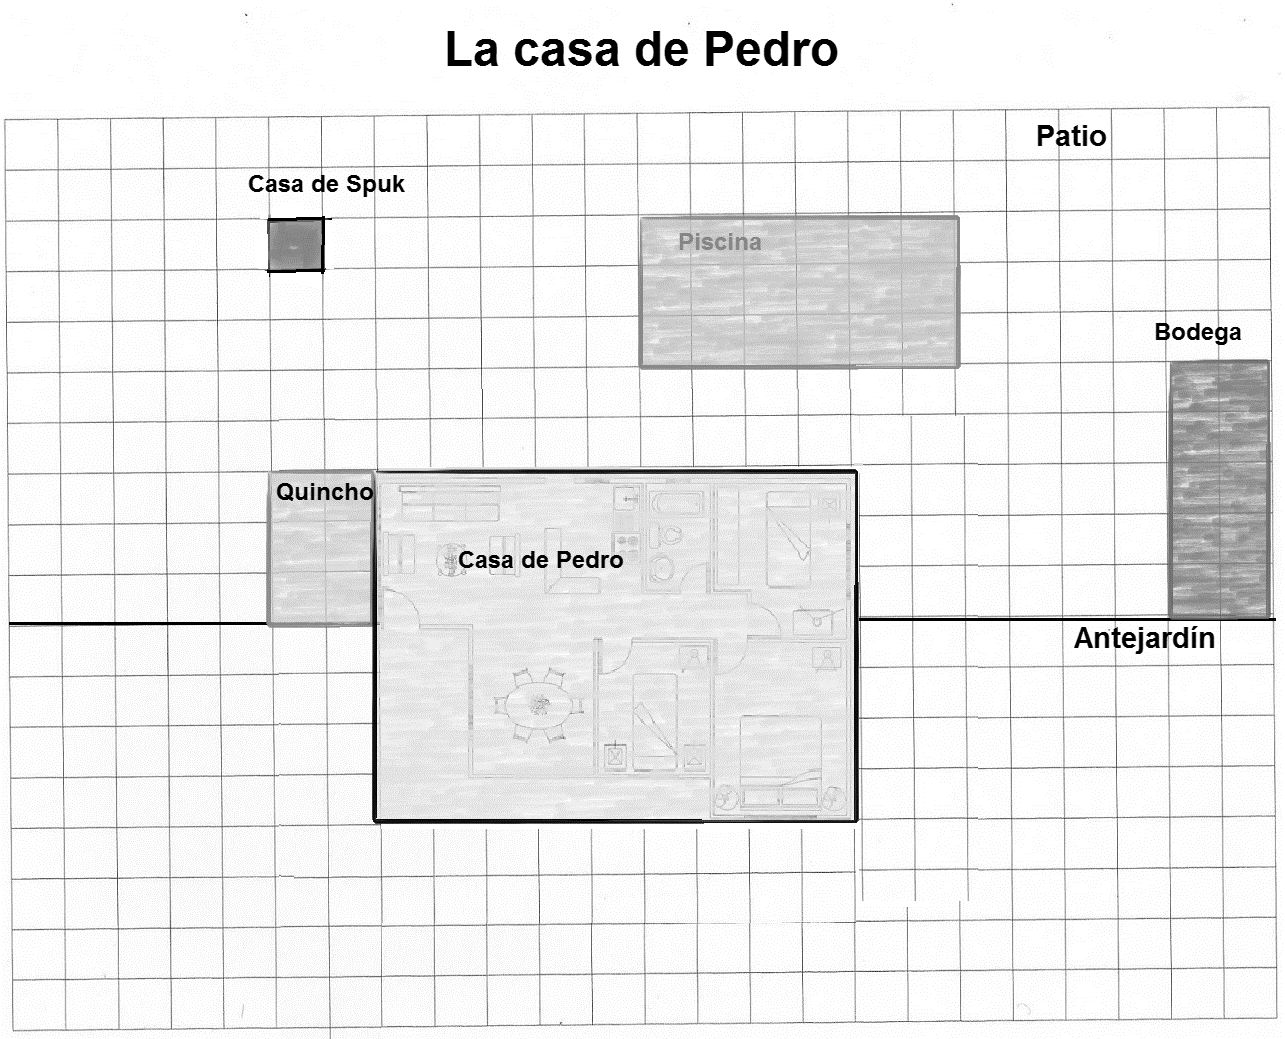 La casa de Pedro
Patio
Casa de Spuk
Piscina
Bodega
Quincho
Casa de Pedro
Antejardín